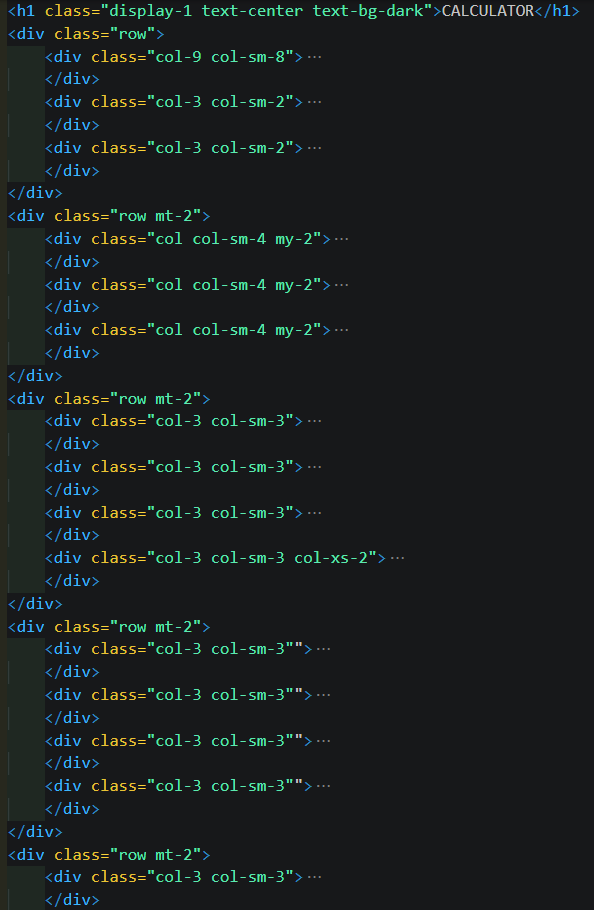 <h1 class="display-1 text-center text-bg-dark">CALCULATOR</h1>
<div class="row">
    <div class="col-9 col-sm-8">···
    </div>
    <div class="col-3 col-sm-2">···
    </div>
    <div class="col-3 col-sm-2">···
    </div>
</div>
<div class="row mt-2">
    <div class="col col-sm-4 my-2">···
    </div>
    <div class="col col-sm-4 my-2">···
    </div>
    <div class="col col-sm-4 my-2">···
    </div>
</div>
<div class="row mt-2">
    <div class="col-3 col-sm-3">···
    </div>
    <div class="col-3 col-sm-3">···
    </div>
    <div class="col-3 col-sm-3">···
    </div>
    <div class="col-3 col-sm-3 col-xs-2">···
    </div>
</div>
<div class="row mt-2">
    <div class="col-3 col-sm-3"">···
    </div>
    <div class="col-3 col-sm-3"">···
    </div>
    <div class="col-3 col-sm-3"">···
    </div>
    <div class="col-3 col-sm-3"">···
    </div>
</div>
<div class="row mt-2">
    <div class="col-3 col-sm-3">···
    </div>